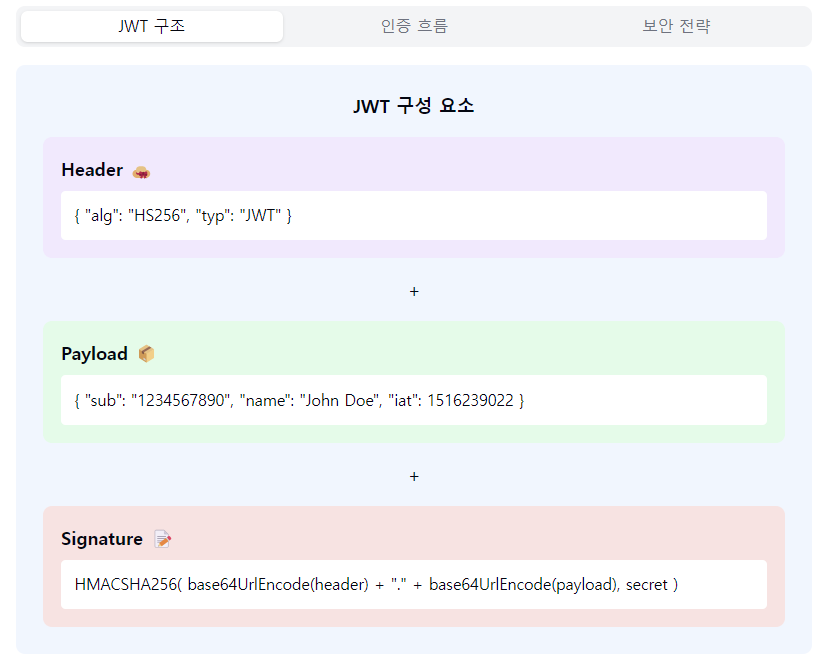 JWT 구조
인증 흐름
보안 전략
JWT 구성 요소
Header
{ "alg": "HS256", "typ": "JWT" }
+
Payload
{ "sub": "1234567890", "name": "John Doe", "iat": 1516239022 }
+
Signature
HMACSHA256( base64UrlEncode(header) + "." + base64UrlEncode(payload), secret )